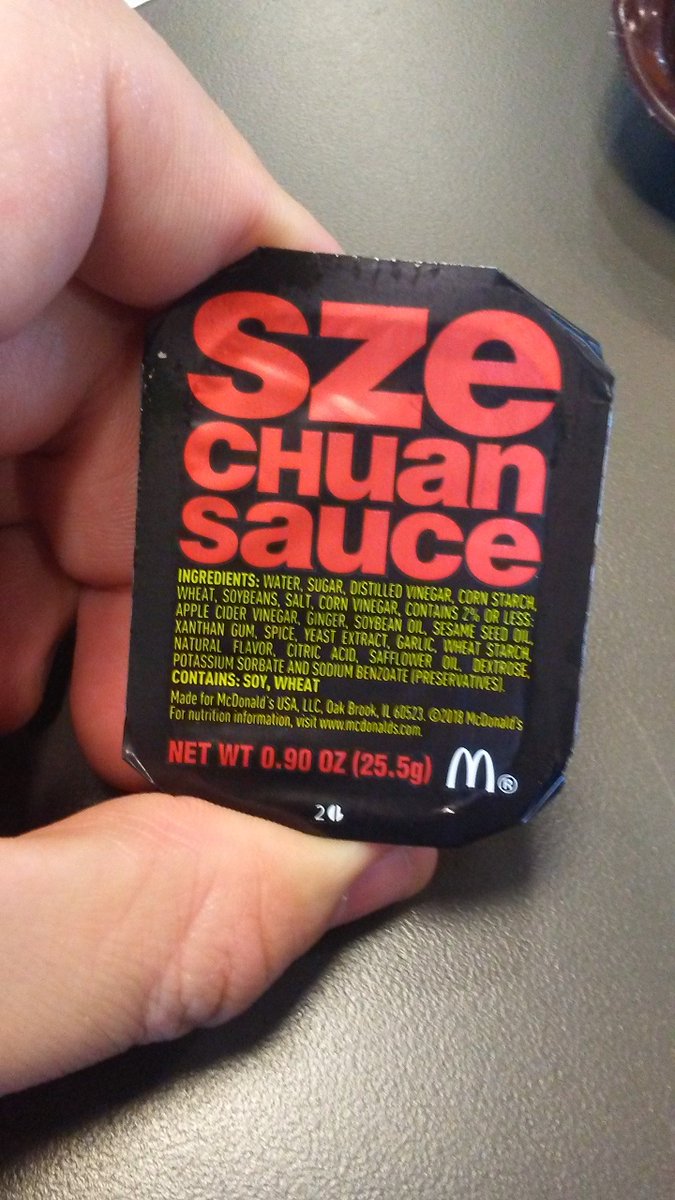 sze
CHuan
sauce
INGREDIENTS: WATER, SUGAR, DISTILLED VINEGAR, CORN STARCH,
WHEAT, SOYBEANS, SALT, CORN VINEGAR, CONTAINS 2% OR LESS:
APPLE CIDER VINEGAR, GINGER, SOYBEAN OIL, SESAME SEED OIL,
XANTHAN GUM, SPICE, YEAST EXTRACT, GARLIC, WHEAT STARCH,
NATURAL FLAVOR, CITRIC ACID, SAFFLOWER OIL, DEXTROSE,
POTASSIUM SORBATE AND SODIUM BENZOATE (PRESERVATIVES).
CONTAINS: SOY, WHEAT
Made for McDonald's USA, LLC, Oak Brook, IL 60523. ©2018 McDonald's
For nutrition information, visit www.mcdonalds.com.
NET WT 0.90 OZ (25.5g) M®
2